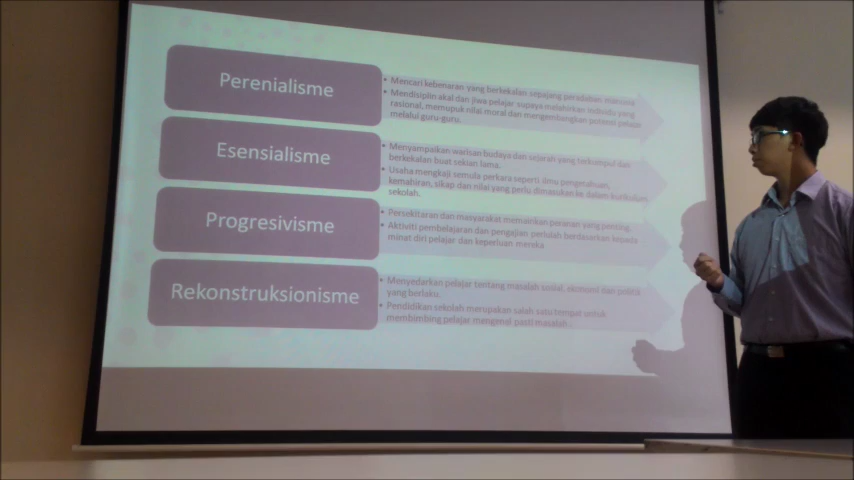 Perenialisme
• Mencari kebenaran yang berkekalan sepanjang peradaban manusia
• Mendisiplin akal dan jiwa pelajar supaya melahirkan individu yang
rasional, memupuk nilai moral dan mengembangkan potensi pelajar
melalui guru-guru.
Esensialisme
• Menyampaikan warisan budaya dan sejarah yang terkumpul dan
berkekalan buat sekian lama.
• Usaha mengkaji semula perkara seperti ilmu pengetahuan,
kemahiran, sikap dan nilai yang perlu dimasukan ke dalam kurikulum
sekolah.
Progresivisme
• Persekitaran dan masyarakat memainkan peranan yang penting.
• Aktiviti pembelajaran dan pengajian perlulah berdasarkan kepada
minat diri pelajar dan keperluan mereka
Rekonstruksionisme
• Menyedarkan pelajar tentang masalah sosial, ekonomi dan politik
yang berlaku.
• Pendidikan sekolah merupakan salah satu tempat untuk
membimbing pelajar mengenal pasti masalah .